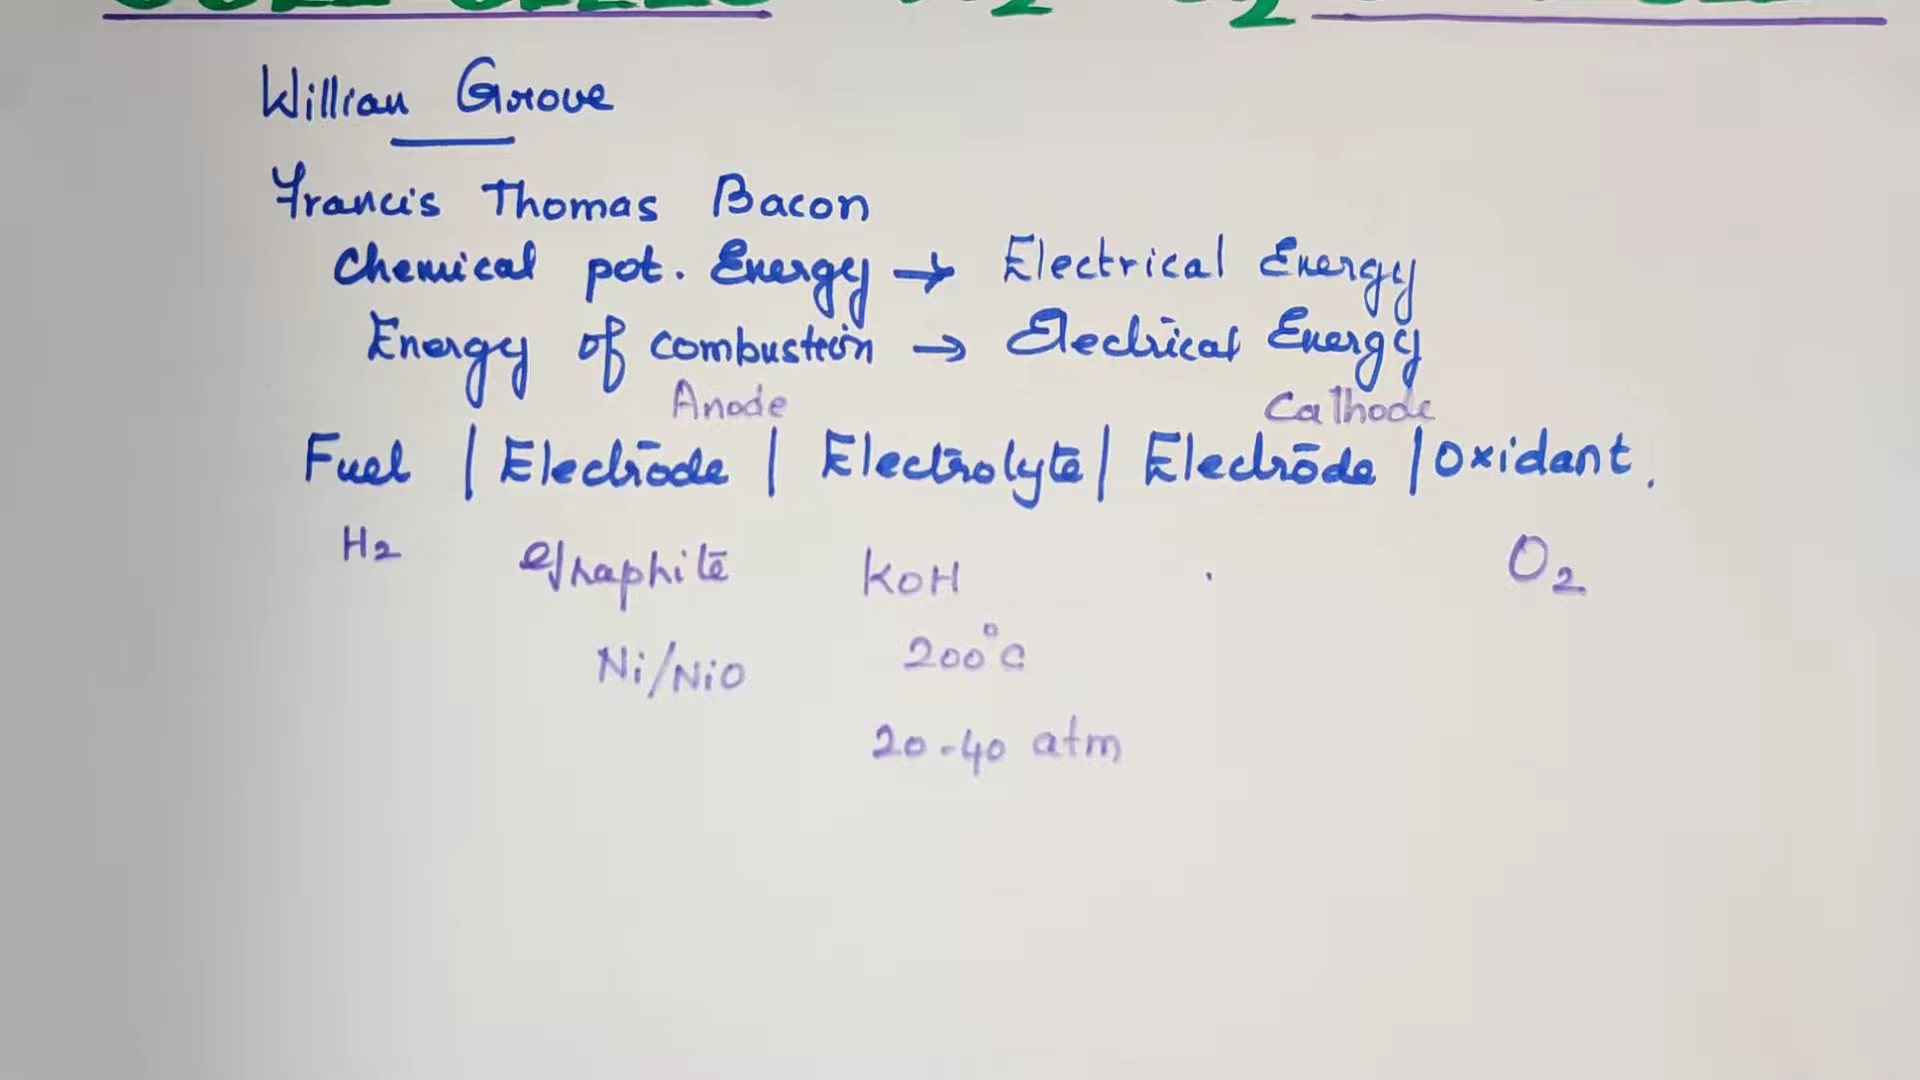 Willian Grove
Francis Thomas Bacon
Chemical pot. Energy → Electrical Energy
Energy of combustion → Electrical Energy
Anode Cathode
Fuel | Electrode | Electrolyte | Electrode | Oxidant.
H2 Graphite KOH O2
Ni/NiO 200°C
20-40 atm